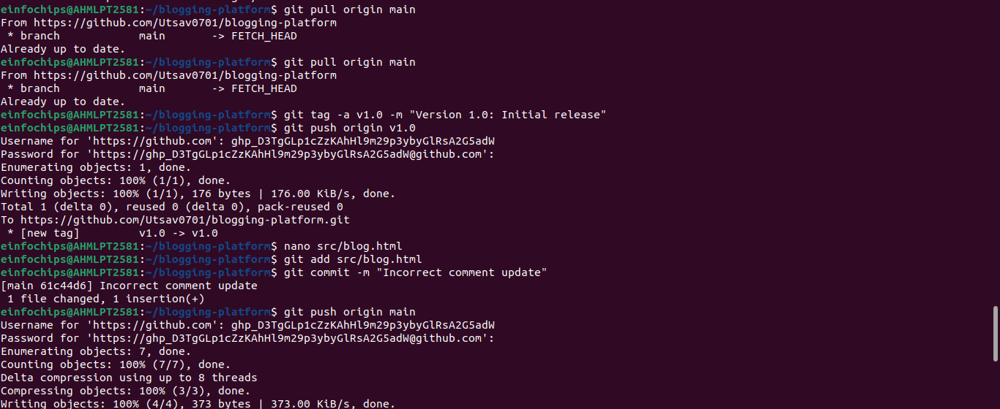 einfochips@AHMLPT2581:~/blogging-platform$ git pull origin main
From https://github.com/Utsav0701/blogging-platform
 * branch            main       -> FETCH_HEAD
Already up to date.
einfochips@AHMLPT2581:~/blogging-platform$ git pull origin main
From https://github.com/Utsav0701/blogging-platform
 * branch            main       -> FETCH_HEAD
Already up to date.
einfochips@AHMLPT2581:~/blogging-platform$ git tag -a v1.0 -m "Version 1.0: Initial release"
einfochips@AHMLPT2581:~/blogging-platform$ git push origin v1.0
Username for 'https://github.com': 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
Password for 'https://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@github.com':
Enumerating objects: 1, done.
Counting objects: 100% (1/1), done.
Writing objects: 100% (1/1), 176 bytes | 176.00 KiB/s, done.
Total 1 (delta 0), reused 0 (delta 0), pack-reused 0
To https://github.com/Utsav0701/blogging-platform.git
 * [new tag]         v1.0 -> v1.0
einfochips@AHMLPT2581:~/blogging-platform$ nano src/blog.html
einfochips@AHMLPT2581:~/blogging-platform$ git add src/blog.html
einfochips@AHMLPT2581:~/blogging-platform$ git commit -m "Incorrect comment update"
[main 61c44d6] Incorrect comment update
 1 file changed, 1 insertion(+)
einfochips@AHMLPT2581:~/blogging-platform$ git push origin main
Username for 'https://github.com': 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
Password for 'https://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@github.com':
Enumerating objects: 7, done.
Counting objects: 100% (7/7), done.
Delta compression using up to 8 threads
Compressing objects: 100% (3/3), done.
Writing objects: 100% (4/4), 373 bytes | 373.00 KiB/s, done.